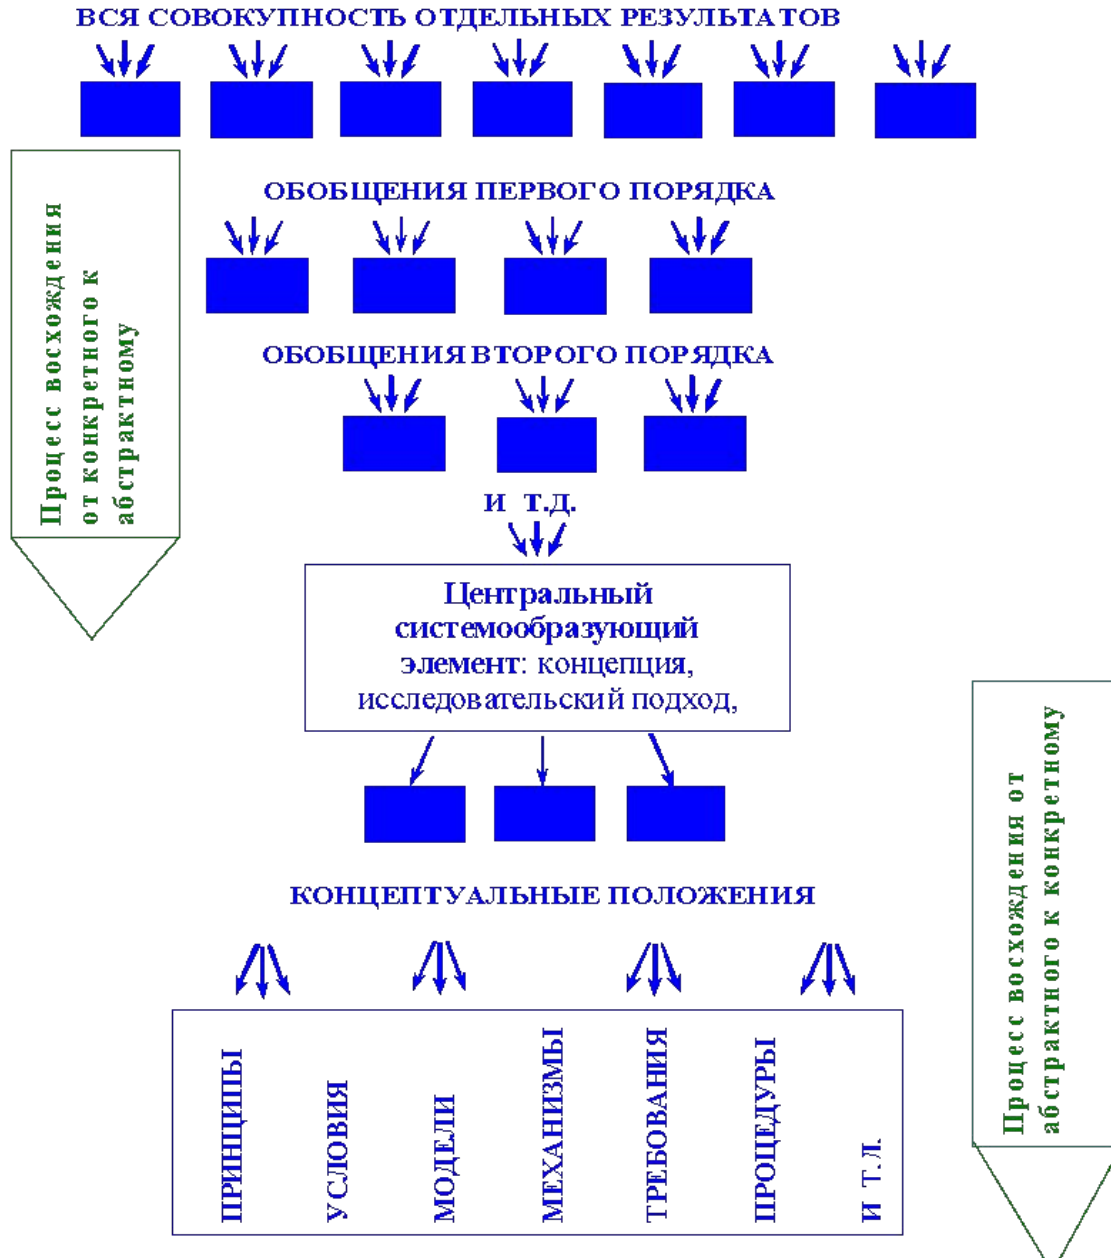 ВСЯ СОВОКУПНОСТЬ ОТДЕЛЬНЫХ РЕЗУЛЬТАТОВ
Процесс восхождения
от конкретного к
абстрактному
ОБОБЩЕНИЯ ПЕРВОГО ПОРЯДКА
ОБОБЩЕНИЯ ВТОРОГО ПОРЯДКА
И Т.Д.
Центральный
системообразующий
элемент: концепция,
исследовательский подход,
Процесс восхождения от
абстрактного к конкретному
КОНЦЕПТУАЛЬНЫЕ ПОЛОЖЕНИЯ
ПРИНЦИПЫ
УСЛОВИЯ
МОДЕЛИ
МЕХАНИЗМЫ
ТРЕБОВАНИЯ
ПРОЦЕДУРЫ
И Т.Л.